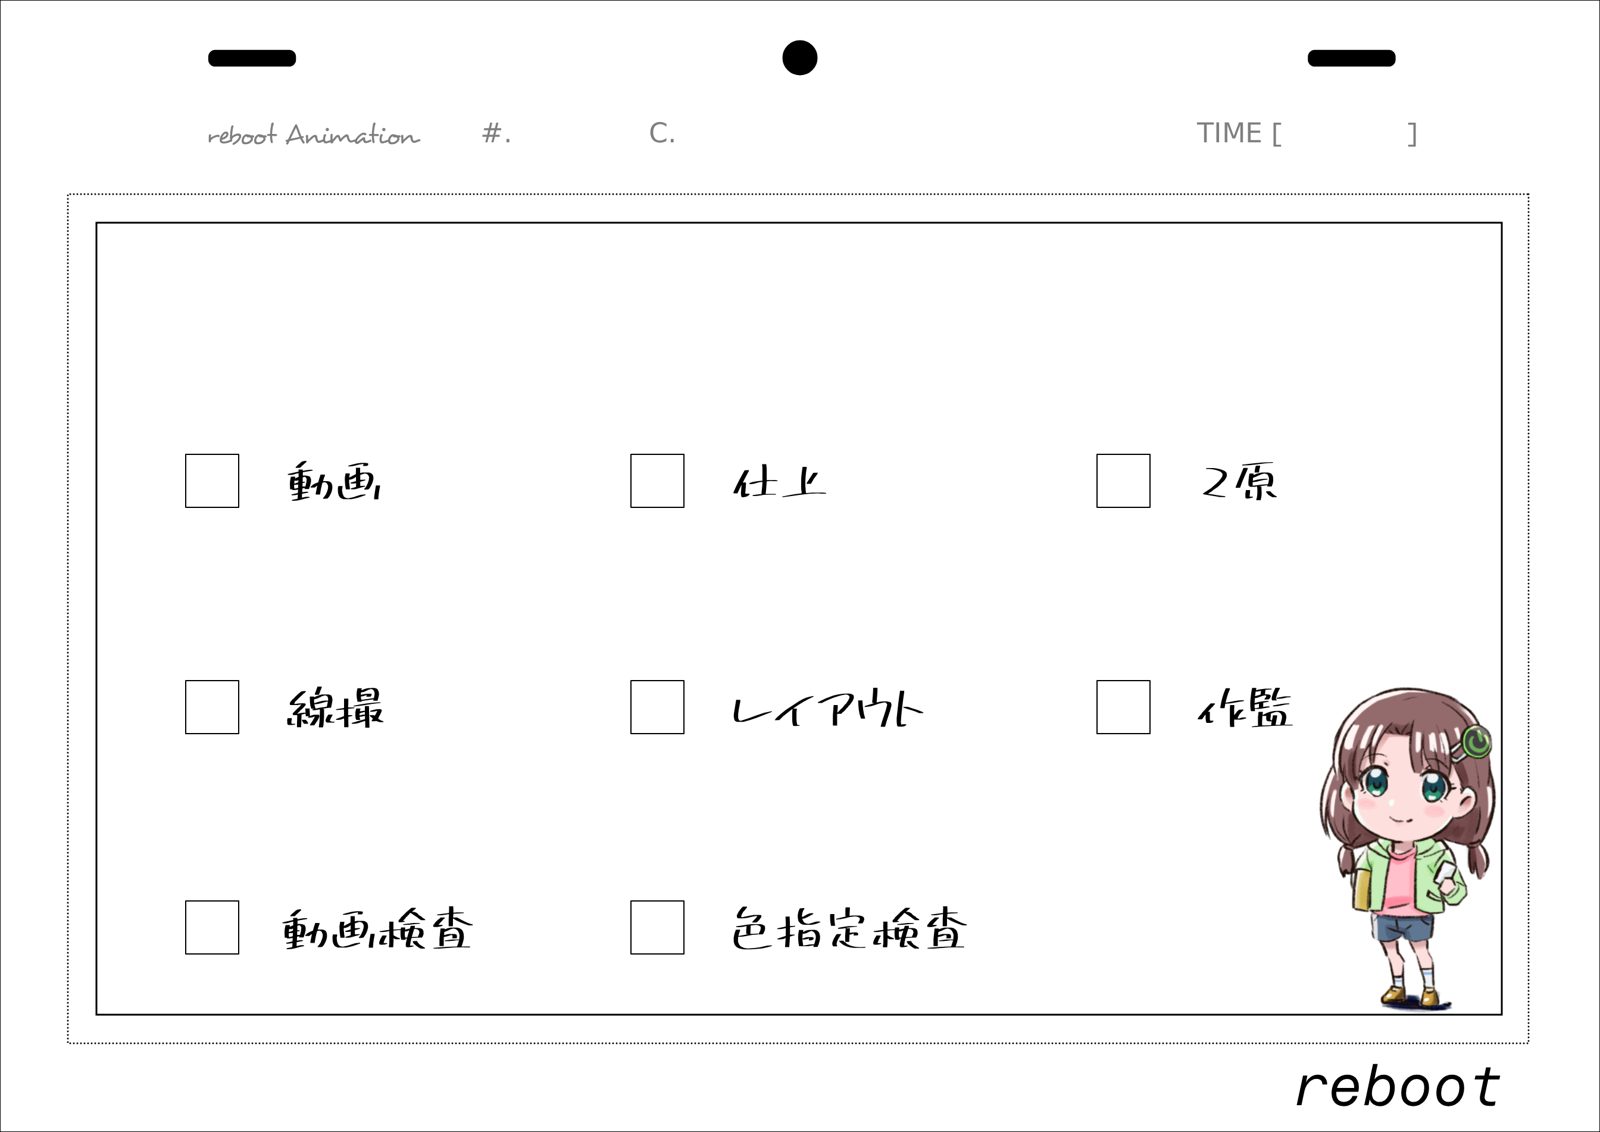 reboot Animation #. C. TIME [ ]
動画 仕上 2原
線撮 レイアウト 作監
動画検査 色指定検査
reboot